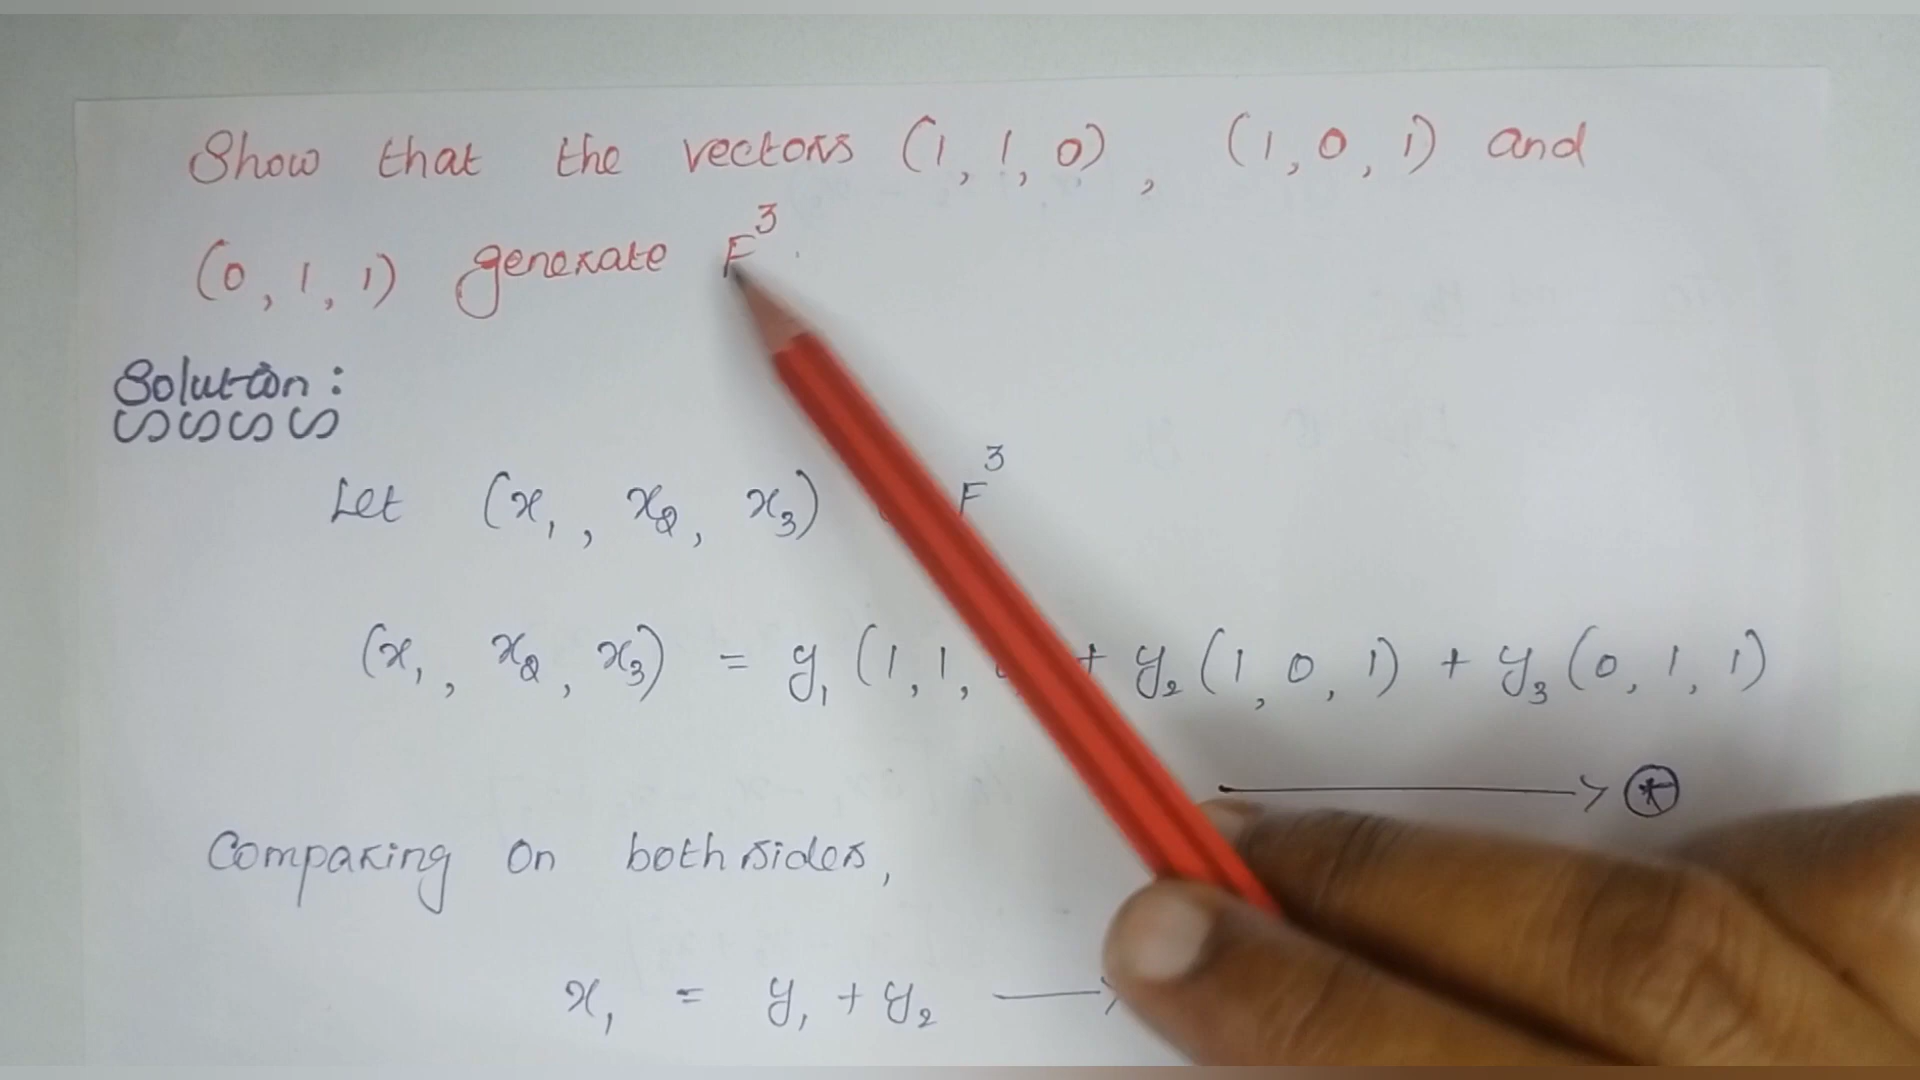 Show that the vectors (1, 1, 0), (1, 0, 1) and
(0, 1, 1) generate F³.
Solution:
Let (x₁, x₂, x₃) F³
(x₁, x₂, x₃) = y₁ (1, 1, + y₂ (1, 0, 1) + y₃ (0, 1, 1)
→ ⊛
Comparing on both sides,
x₁ = y₁ + y₂ →